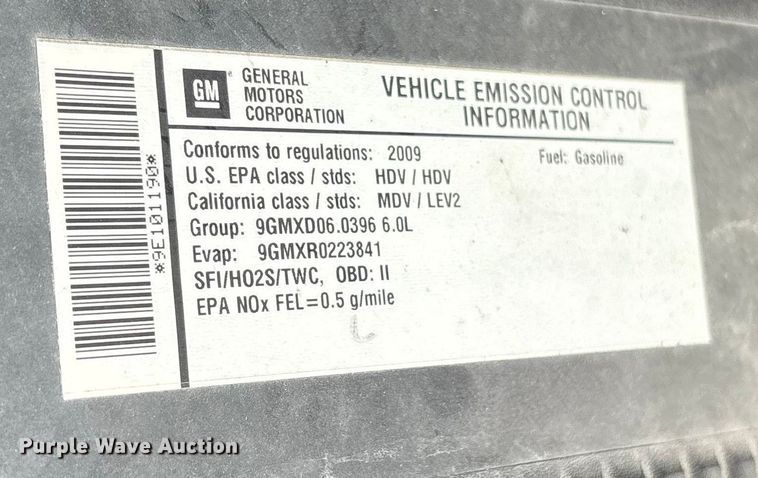 GM
GENERAL
MOTORS
CORPORATION
VEHICLE EMISSION CONTROL
INFORMATION
Conforms to regulations: 2009 Fuel: Gasoline
U.S. EPA class / stds: HDV / HDV
California class / stds: MDV / LEV2
Group: 9GMXD06.0396 6.0L
Evap: 9GMXR0223841
SFI/HO2S/TWC, OBD: II
EPA NOx FEL=0.5 g/mile
*9E101190*
Purple Wave Auction